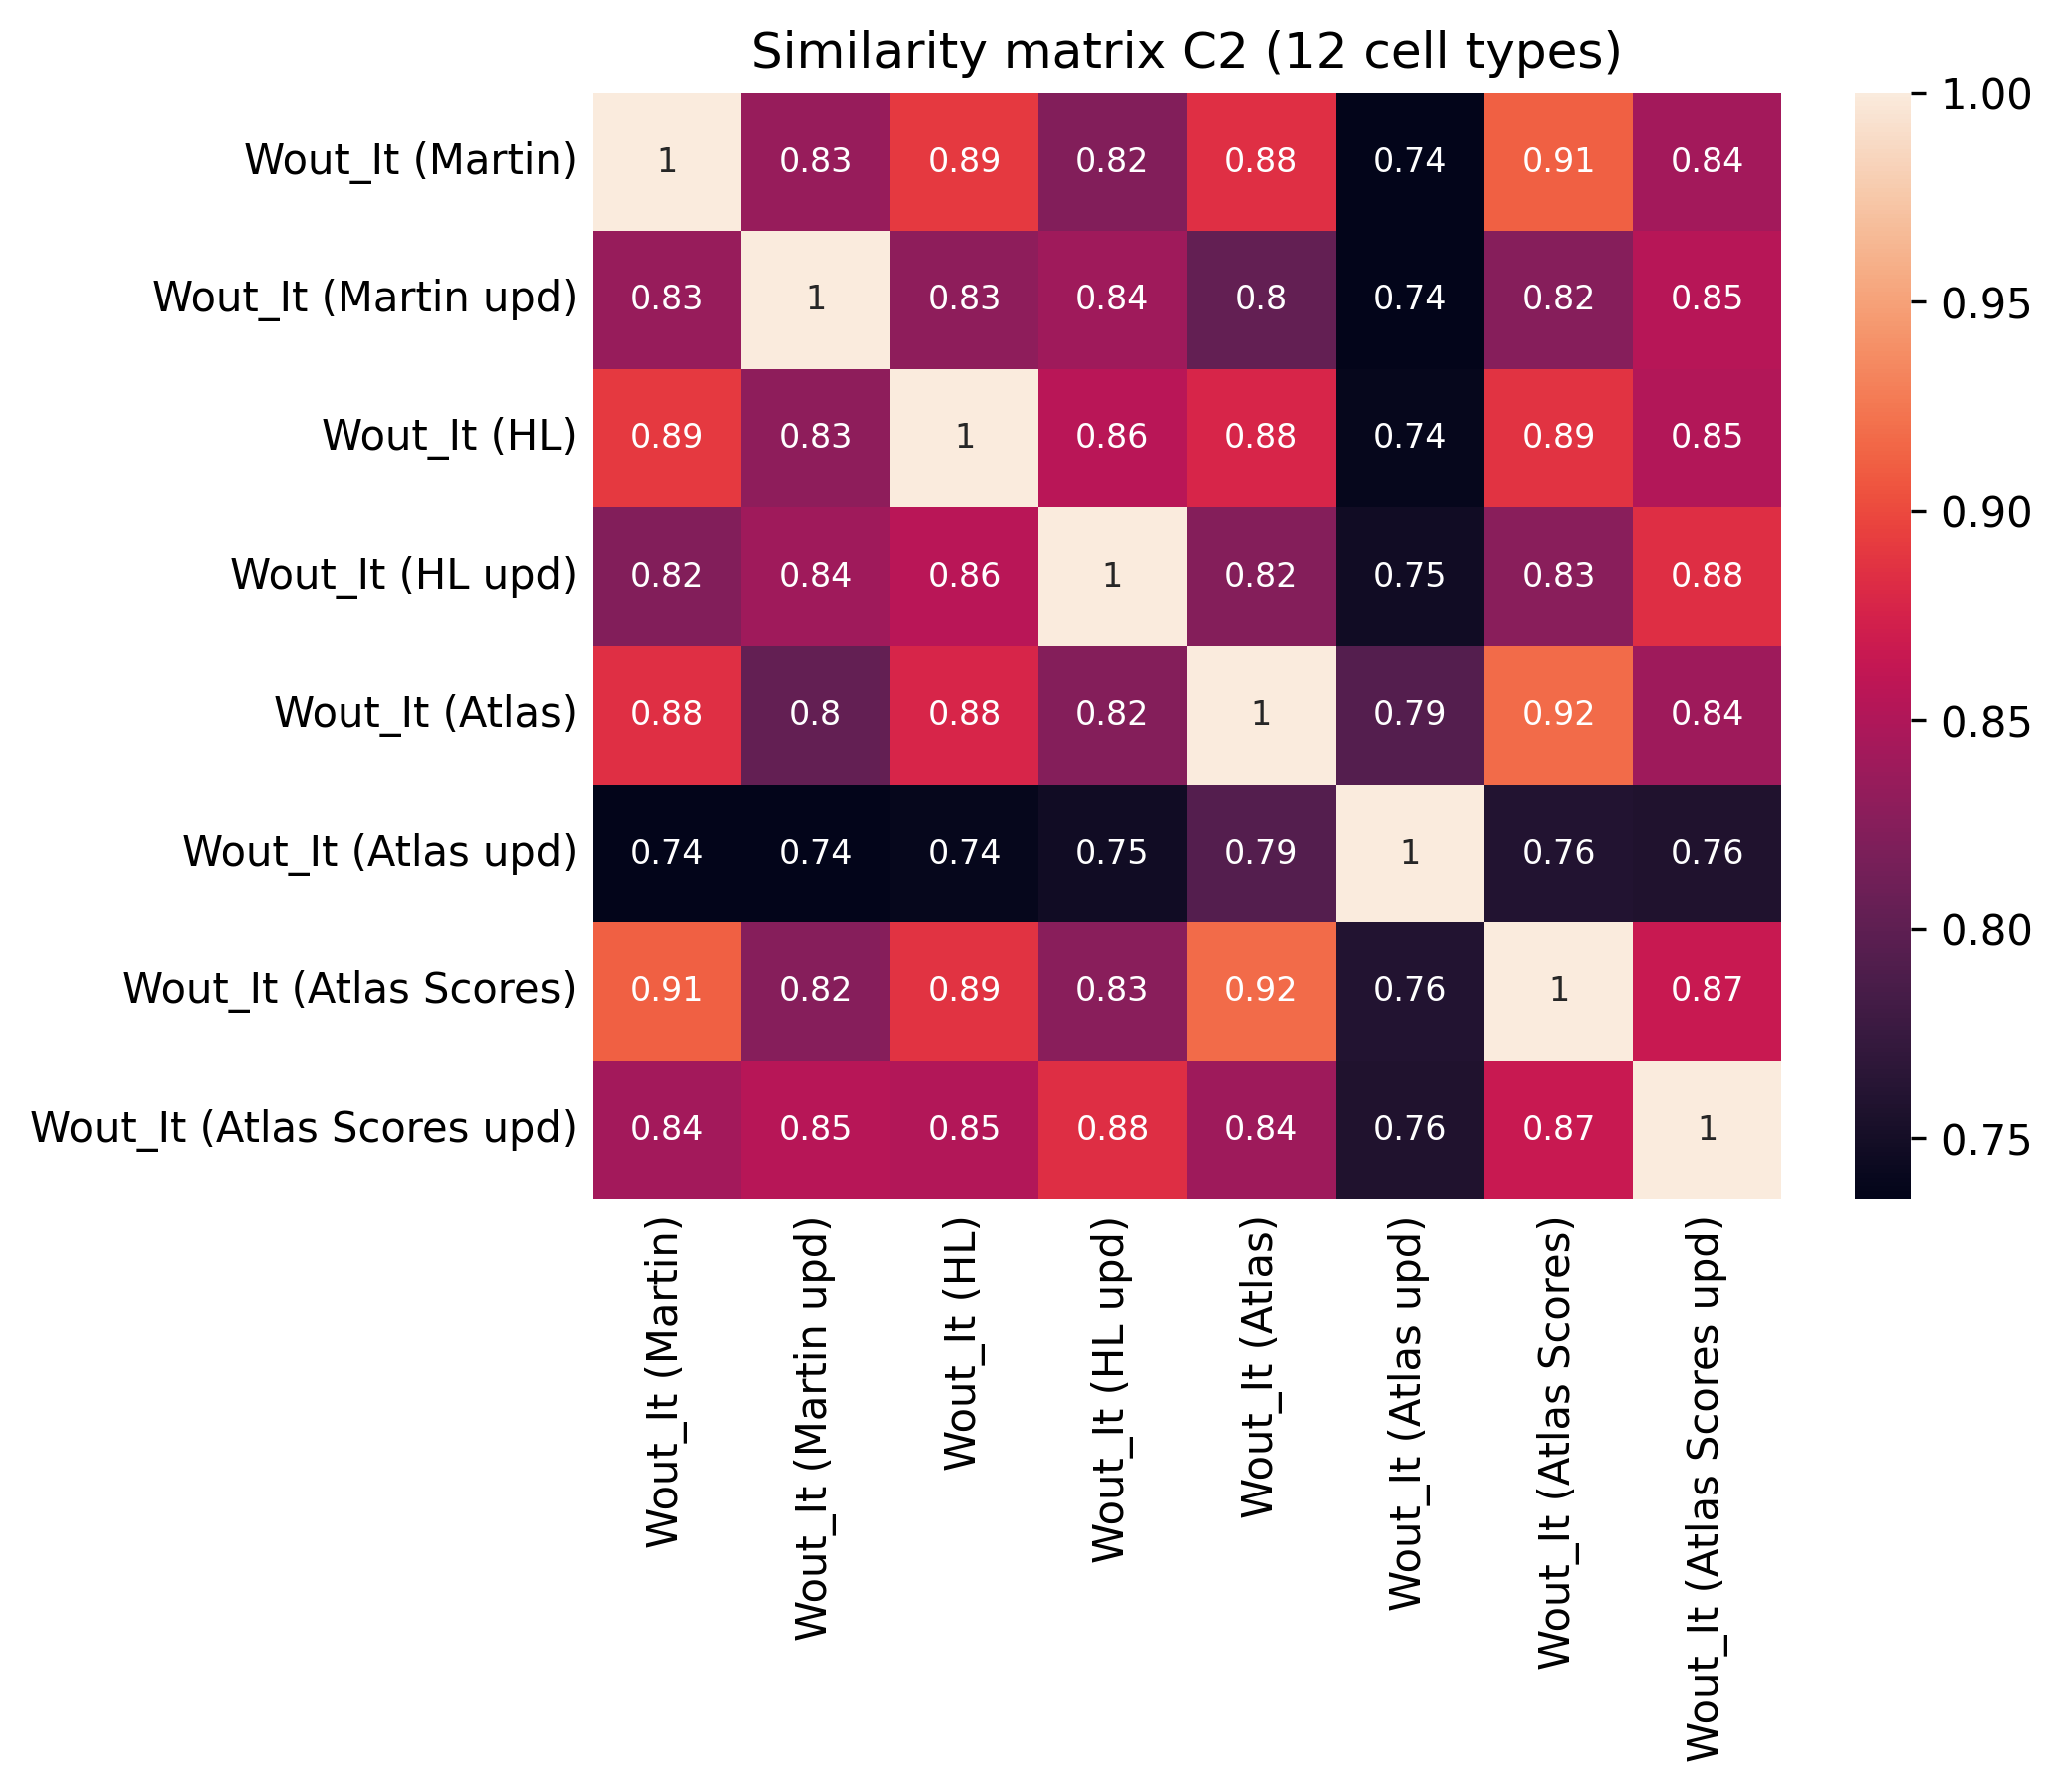 Similarity matrix C2 (12 cell types)
Wout_It (Martin) 1 0.83 0.89 0.82 0.88 0.74 0.91 0.84
Wout_It (Martin upd) 0.83 1 0.83 0.84 0.8 0.74 0.82 0.85
Wout_It (HL) 0.89 0.83 1 0.86 0.88 0.74 0.89 0.85
Wout_It (HL upd) 0.82 0.84 0.86 1 0.82 0.75 0.83 0.88
Wout_It (Atlas) 0.88 0.8 0.88 0.82 1 0.79 0.92 0.84
Wout_It (Atlas upd) 0.74 0.74 0.74 0.75 0.79 1 0.76 0.76
Wout_It (Atlas Scores) 0.91 0.82 0.89 0.83 0.92 0.76 1 0.87
Wout_It (Atlas Scores upd) 0.84 0.85 0.85 0.88 0.84 0.76 0.87 1
Wout_It (Martin)
Wout_It (Martin upd)
Wout_It (HL)
Wout_It (HL upd)
Wout_It (Atlas)
Wout_It (Atlas upd)
Wout_It (Atlas Scores)
Wout_It (Atlas Scores upd)
1.00
0.95
0.90
0.85
0.80
0.75